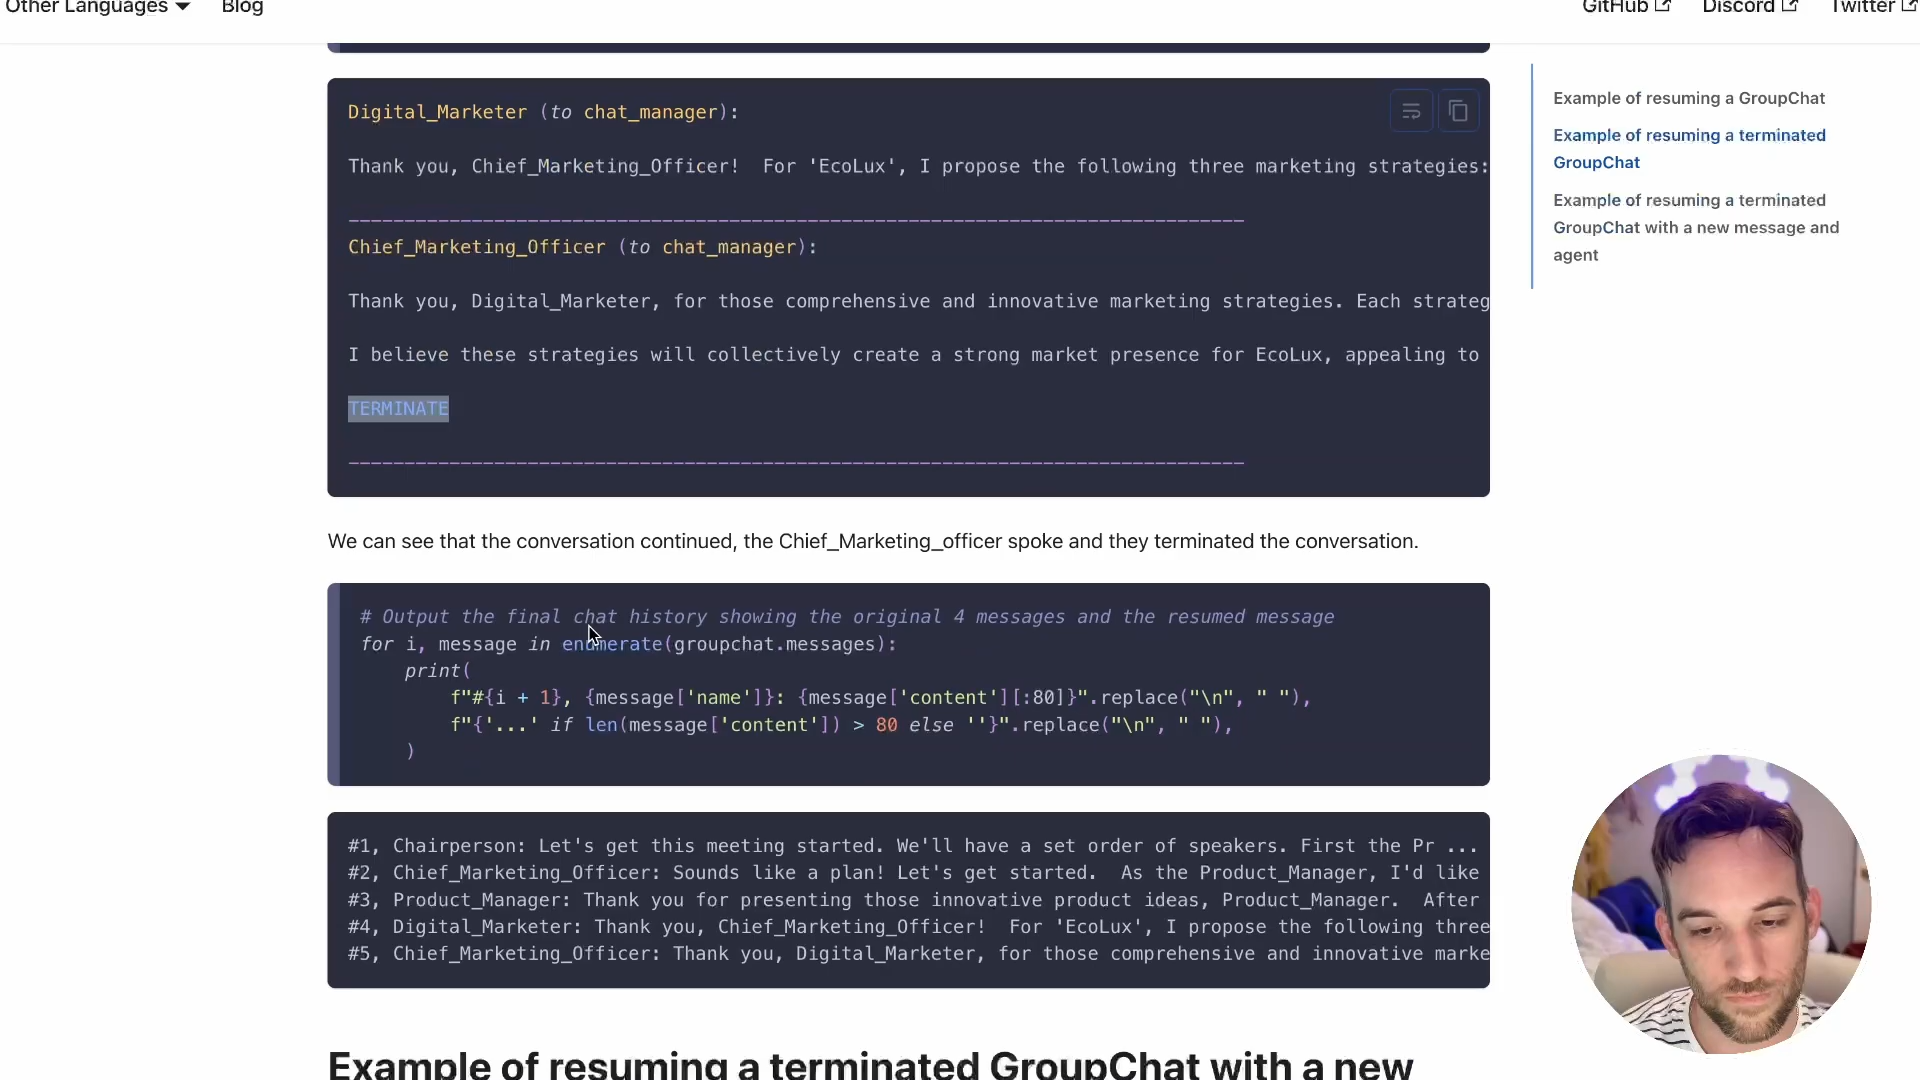 Other Languages
Blog
GitHub
Discord
Twitter
Digital_Marketer (to chat_manager):
Thank you, Chief_Marketing_Officer!  For 'EcoLux', I propose the following three marketing strategies:
--------------------------------------------------------------------------------
Chief_Marketing_Officer (to chat_manager):
Thank you, Digital_Marketer, for those comprehensive and innovative marketing strategies. Each strateg
I believe these strategies will collectively create a strong market presence for EcoLux, appealing to
TERMINATE
--------------------------------------------------------------------------------
We can see that the conversation continued, the Chief_Marketing_officer spoke and they terminated the conversation.
# Output the final chat history showing the original 4 messages and the resumed message
for i, message in enumerate(groupchat.messages):
    print(
        f"#{i + 1}, {message['name']}: {message['content'][:80]}".replace("\n", " "),
        f"{'...' if len(message['content']) > 80 else ''}".replace("\n", " "),
    )
#1, Chairperson: Let's get this meeting started. We'll have a set order of speakers. First the Pr ...
#2, Chief_Marketing_Officer: Sounds like a plan! Let's get started.  As the Product_Manager, I'd like
#3, Product_Manager: Thank you for presenting those innovative product ideas, Product_Manager.  After
#4, Digital_Marketer: Thank you, Chief_Marketing_Officer!  For 'EcoLux', I propose the following three
#5, Chief_Marketing_Officer: Thank you, Digital_Marketer, for those comprehensive and innovative marke
Example of resuming a terminated GroupChat with a new
Example of resuming a GroupChat
Example of resuming a terminated
GroupChat
Example of resuming a terminated
GroupChat with a new message and
agent